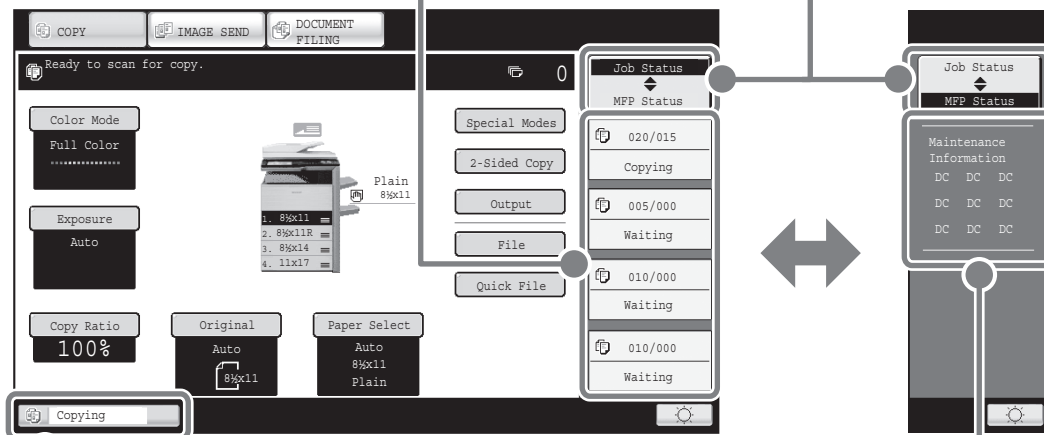 COPY
IMAGE SEND
DOCUMENT
FILING
Ready to scan for copy.
0
Color Mode
Full Color
Exposure
Auto
Copy Ratio
100%
Plain
8½x11
1. 8½x11
2. 8½x11R
3. 8½x14
4. 11x17
Original
Auto
8½x11
Paper Select
Auto
8½x11
Plain
Special Modes
2-Sided Copy
Output
File
Quick File
Job Status
MFP Status
020/015
Copying
005/000
Waiting
010/000
Waiting
010/000
Waiting
Copying
Job Status
MFP Status
Maintenance
Information
DC DC DC
DC DC DC
DC DC DC